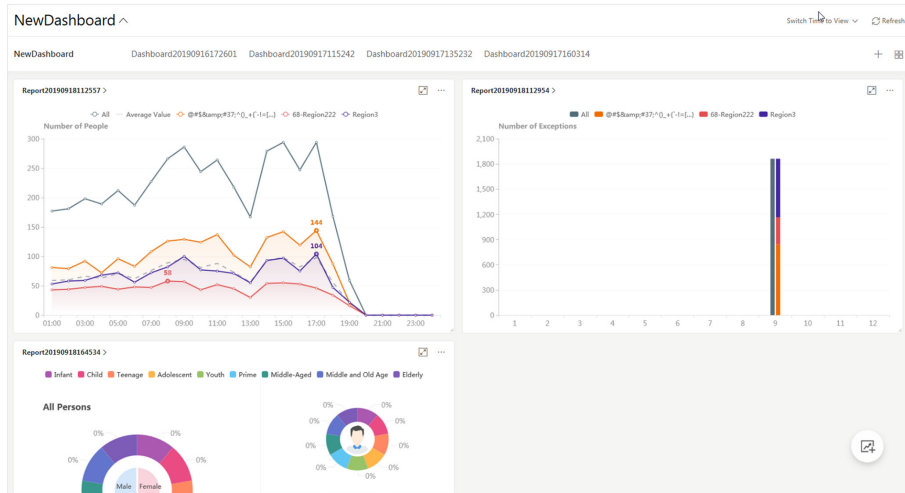 NewDashboard
Switch Time to View
Refresh
NewDashboard Dashboard20190916172601 Dashboard20190917115242 Dashboard20190917135232 Dashboard20190917160314
Report20190918112557 >
All Average Value @#$&amp;#37;^()_+{`-!=[...) 68-Region222 Region3
Number of People
300
250
200
150
100
50
0
144
104
58
01:00 03:00 05:00 07:00 09:00 11:00 13:00 15:00 17:00 19:00 21:00 23:00
Report20190918112954 >
All @#$&amp;#37;^()_+{`-!=[...) 68-Region222 Region3
Number of Exceptions
2,100
1,800
1,500
1,200
900
600
300
0
1 2 3 4 5 6 7 8 9 10 11 12
Report20190918164534 >
Infant Child Teenage Adolescent Youth Prime Middle-Aged Middle and Old Age Elderly
All Persons
0% 0%
0% 0%
Male Female
0% 0%
0% 0%
0% 0%
0% 0%
0%